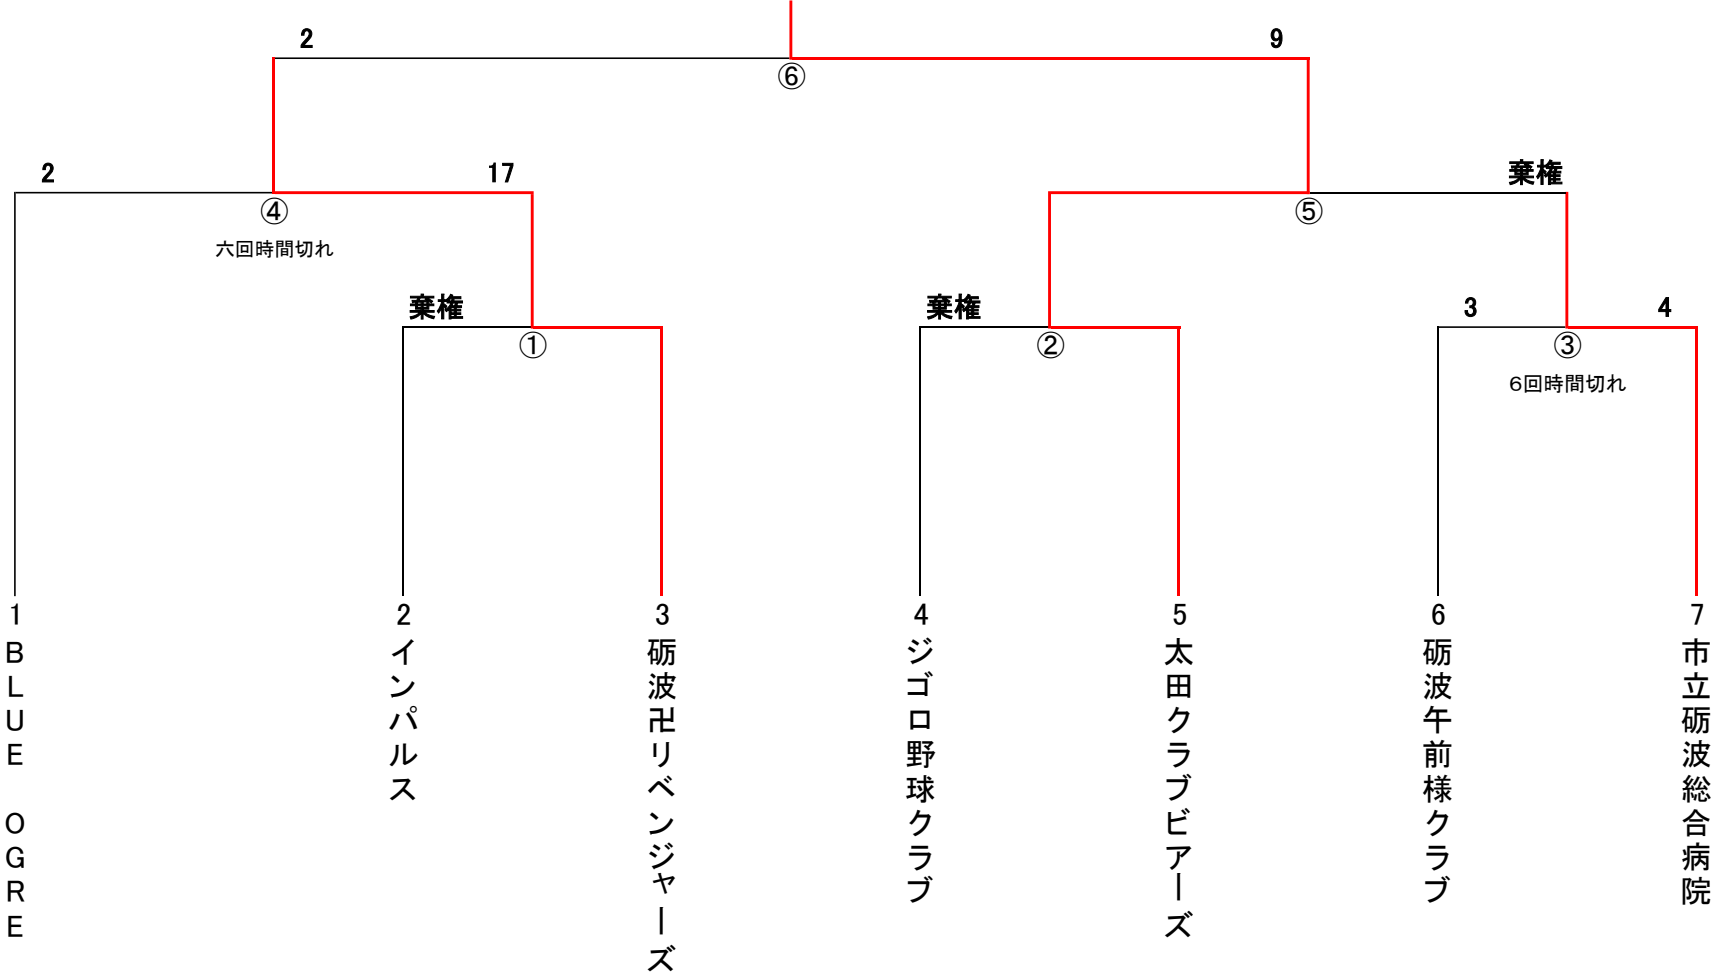 2
9
⑥
2
17
棄権
④
⑤
六回時間切れ
棄権
棄権
3
4
①
②
③
6回時間切れ
1
BLUE OGRE
2
インパルス
3
砺波卍リベンジャーズ
4
ジゴロ野球クラブ
5
太田クラブビアーズ
6
砺波午前様クラブ
7
市立砺波総合病院